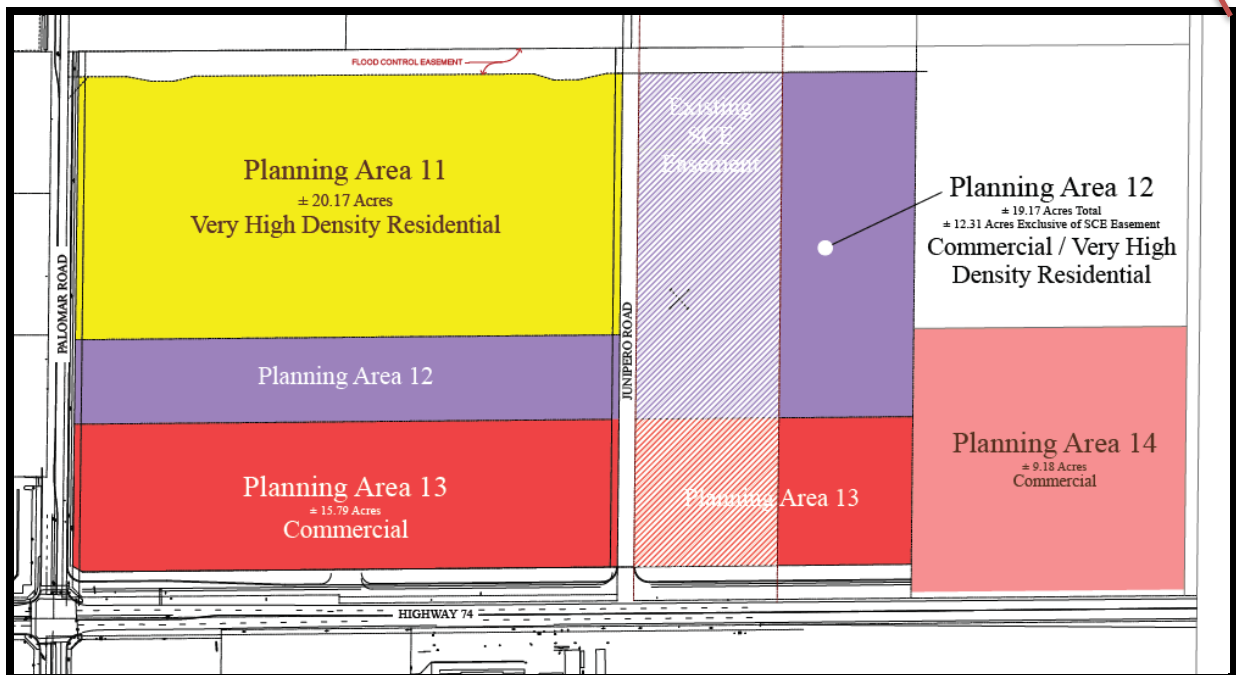 FLOOD CONTROL EASEMENT
Existing
SCE
Easement
Planning Area 11
± 20.17 Acres
Very High Density Residential
Planning Area 12
± 19.17 Acres Total
± 12.31 Acres Exclusive of SCE Easement
Commercial / Very High
Density Residential
PALOMAR ROAD
JUNIPERO ROAD
Planning Area 12
Planning Area 13
± 15.79 Acres
Commercial
Planning Area 13
Planning Area 14
± 9.18 Acres
Commercial
HIGHWAY 74